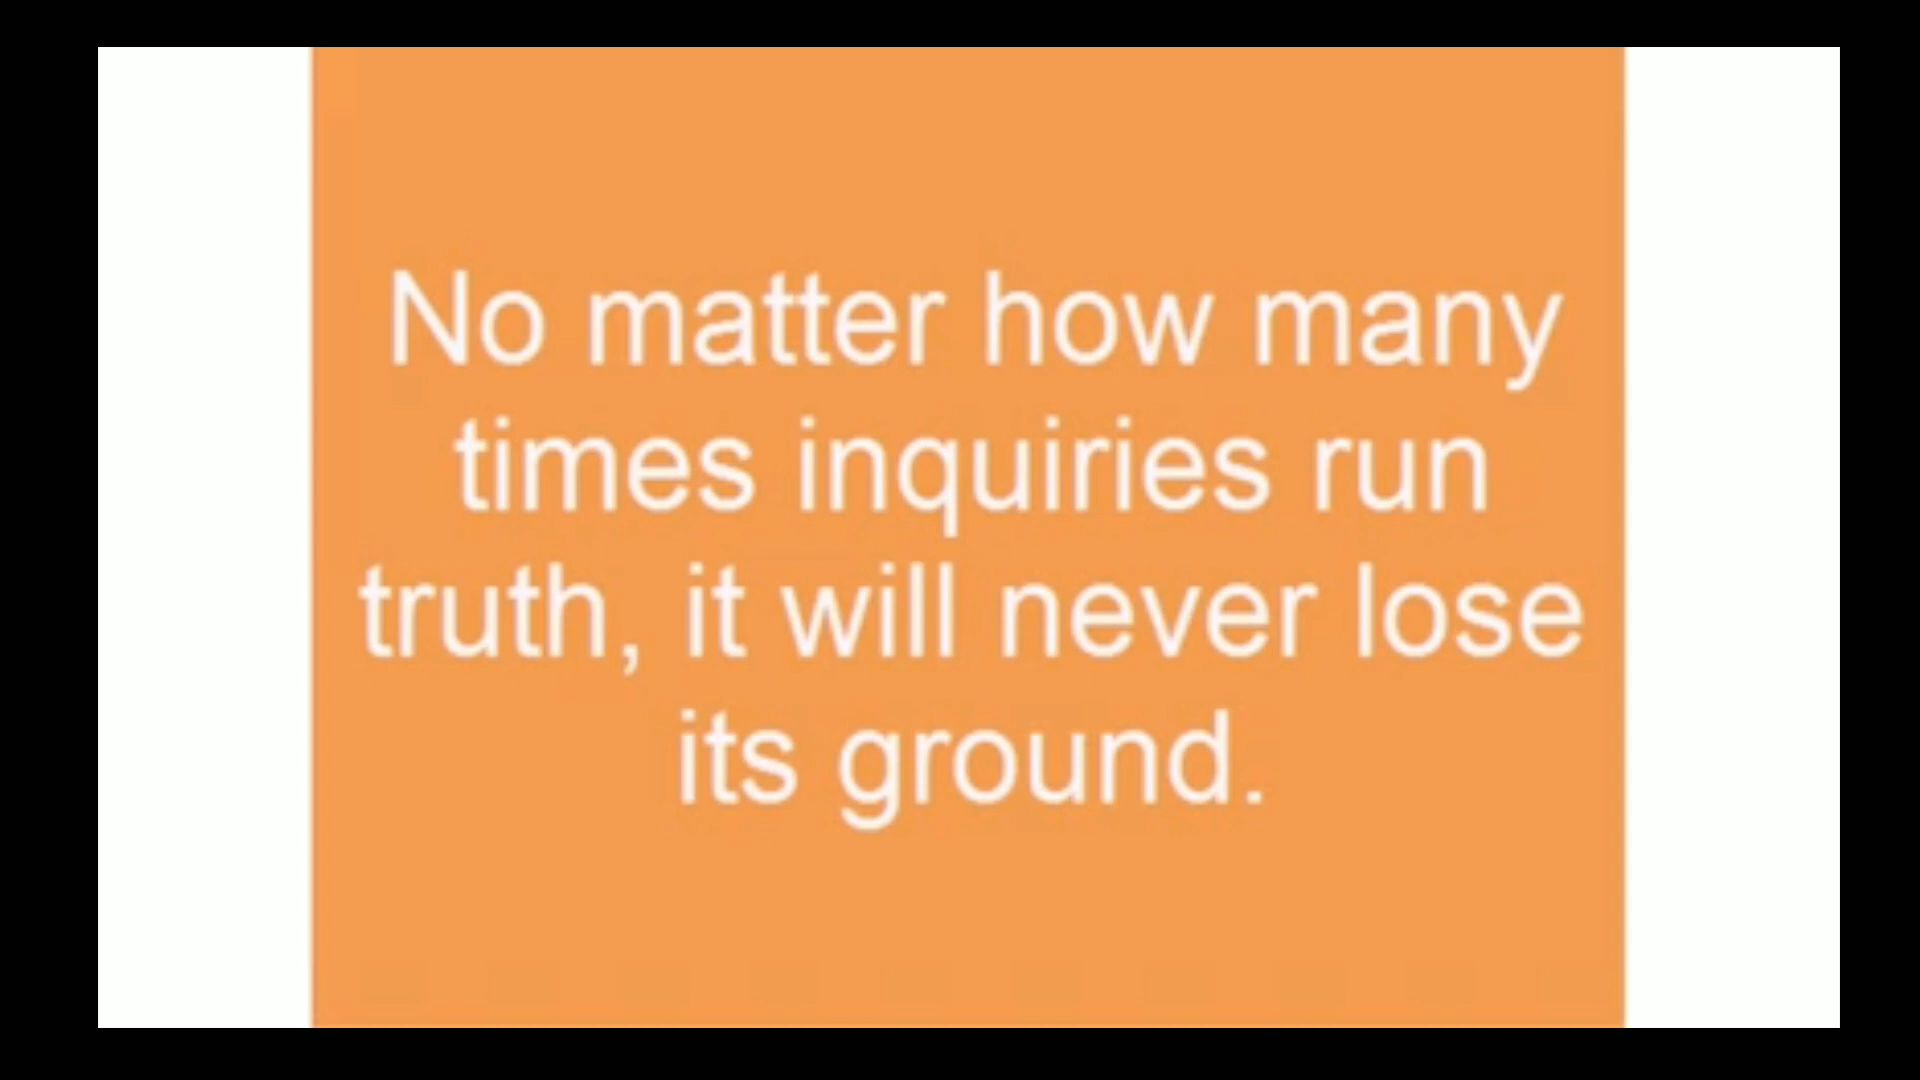 No matter how many
times inquiries run
truth, it will never lose
its ground.